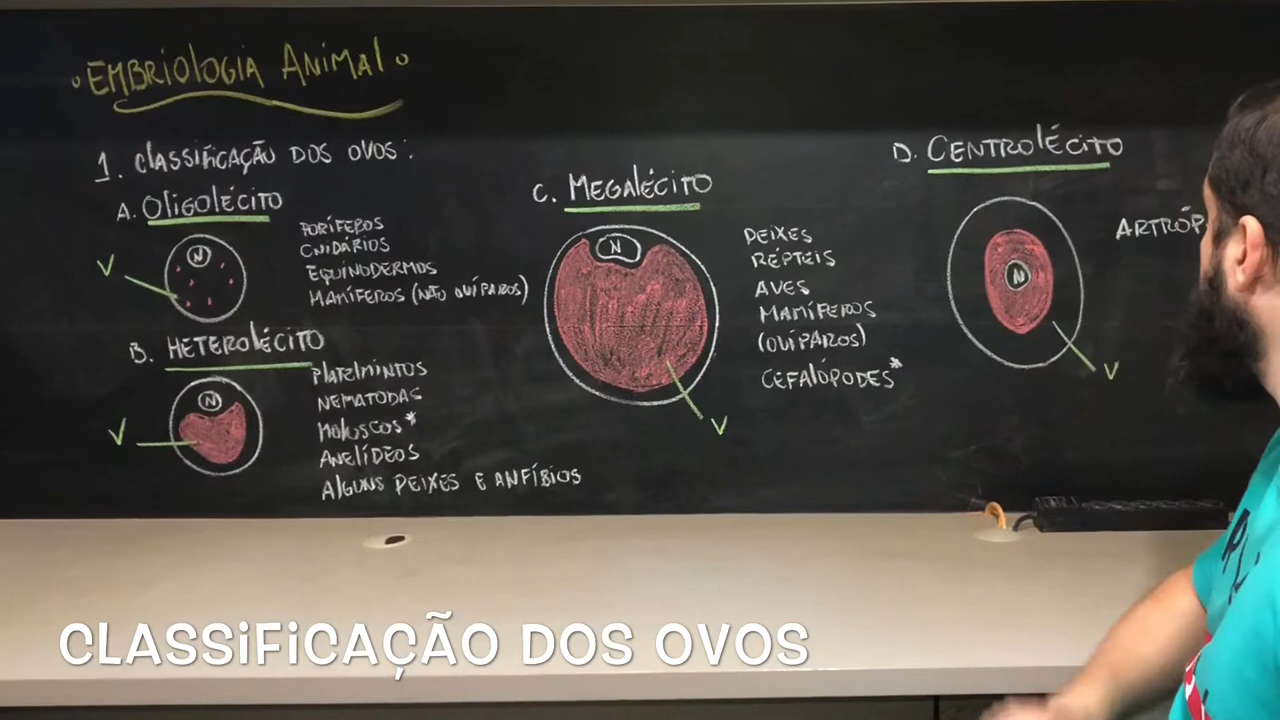 EMBRIOLOGIA ANIMAL
1. CLASSIFICAÇÃO DOS OVOS:
A. OLIGOLÉCITO
N
V
PORÍFEROS
CNIDÁRIOS
EQUINODERMOS
MAMÍFEROS (NÃO OVÍPAROS)
B. HETEROLÉCITO
N
V
PLATELMINTOS
NEMATODAS
MOLUSCOS*
ANELÍDEOS
ALGUNS PEIXES E ANFÍBIOS
C. MEGALÉCITO
N
V
PEIXES
RÉPTEIS
AVES
MAMÍFEROS
(OVÍPAROS)
CEFALÓPODES*
D. CENTROLÉCITO
N
V
ARTRÓP
CLASSIFICAÇÃO DOS OVOS